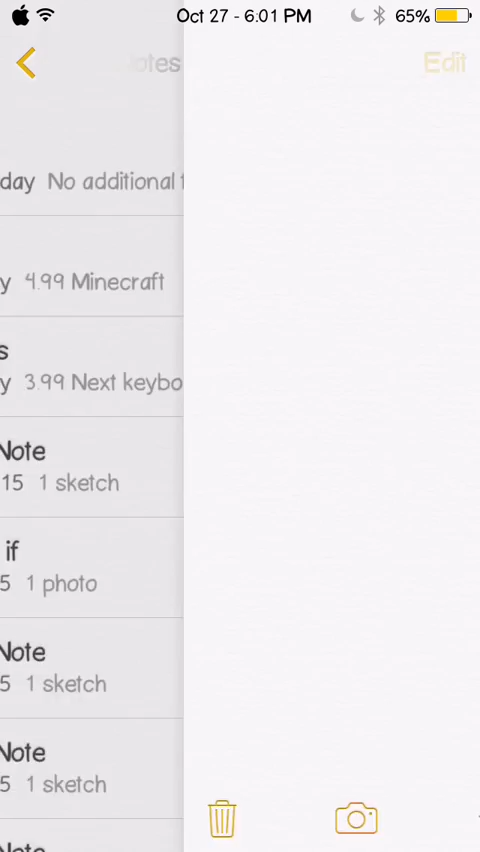 Oct 27 - 6:01 PM 65%
otes Edit
day No additional
y 4.99 Minecraft
s
y 3.99 Next keybo
Note
15 1 sketch
if
5 1 photo
Note
5 1 sketch
Note
5 1 sketch
Note